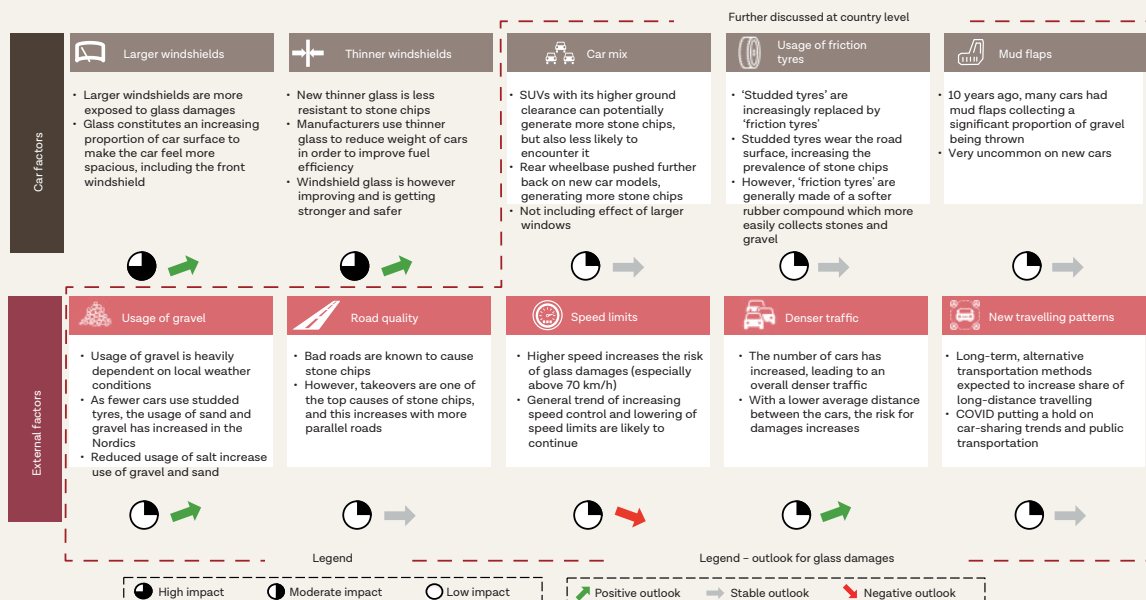 Further discussed at country level
Car factors
Larger windshields
• Larger windshields are more
exposed to glass damages
• Glass constitutes an increasing
proportion of car surface to
make the car feel more
spacious, including the front
windshield
Thinner windshields
• New thinner glass is less
resistant to stone chips
• Manufacturers use thinner
glass to reduce weight of cars
in order to improve fuel
efficiency
• Windshield glass is however
improving and is getting
stronger and safer
Car mix
• SUVs with its higher ground
clearance can potentially
generate more stone chips,
but also less likely to
encounter it
• Rear wheelbase pushed further
back on new car models,
generating more stone chips
• Not including effect of larger
windows
Usage of friction
tyres
• ‘Studded tyres’ are
increasingly replaced by
‘friction tyres’
• Studded tyres wear the road
surface, increasing the
prevalence of stone chips
• However, ‘friction tyres’ are
generally made of a softer
rubber compound which more
easily collects stones and
gravel
Mud flaps
• 10 years ago, many cars had
mud flaps collecting a
significant proportion of gravel
being thrown
• Very uncommon on new cars
External factors
Usage of gravel
• Usage of gravel is heavily
dependent on local weather
conditions
• As fewer cars use studded
tyres, the usage of sand and
gravel has increased in the
Nordics
• Reduced usage of salt increase
use of gravel and sand
Road quality
• Bad roads are known to cause
stone chips
• However, takeovers are one of
the top causes of stone chips,
and this increases with more
parallel roads
Speed limits
• Higher speed increases the risk
of glass damages (especially
above 70 km/h)
• General trend of increasing
speed control and lowering of
speed limits are likely to
continue
Denser traffic
• The number of cars has
increased, leading to an
overall denser traffic
• With a lower average distance
between the cars, the risk for
damages increases
New travelling patterns
• Long-term, alternative
transportation methods
expected to increase share of
long-distance travelling
• COVID putting a hold on
car-sharing trends and public
transportation
Legend
High impact
Moderate impact
Low impact
Legend – outlook for glass damages
Positive outlook
Stable outlook
Negative outlook